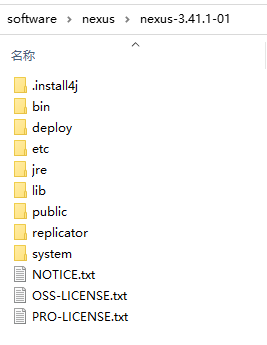 software > nexus > nexus-3.41.1-01
名称
.install4j
bin
deploy
etc
jre
lib
public
replicator
system
NOTICE.txt
OSS-LICENSE.txt
PRO-LICENSE.txt